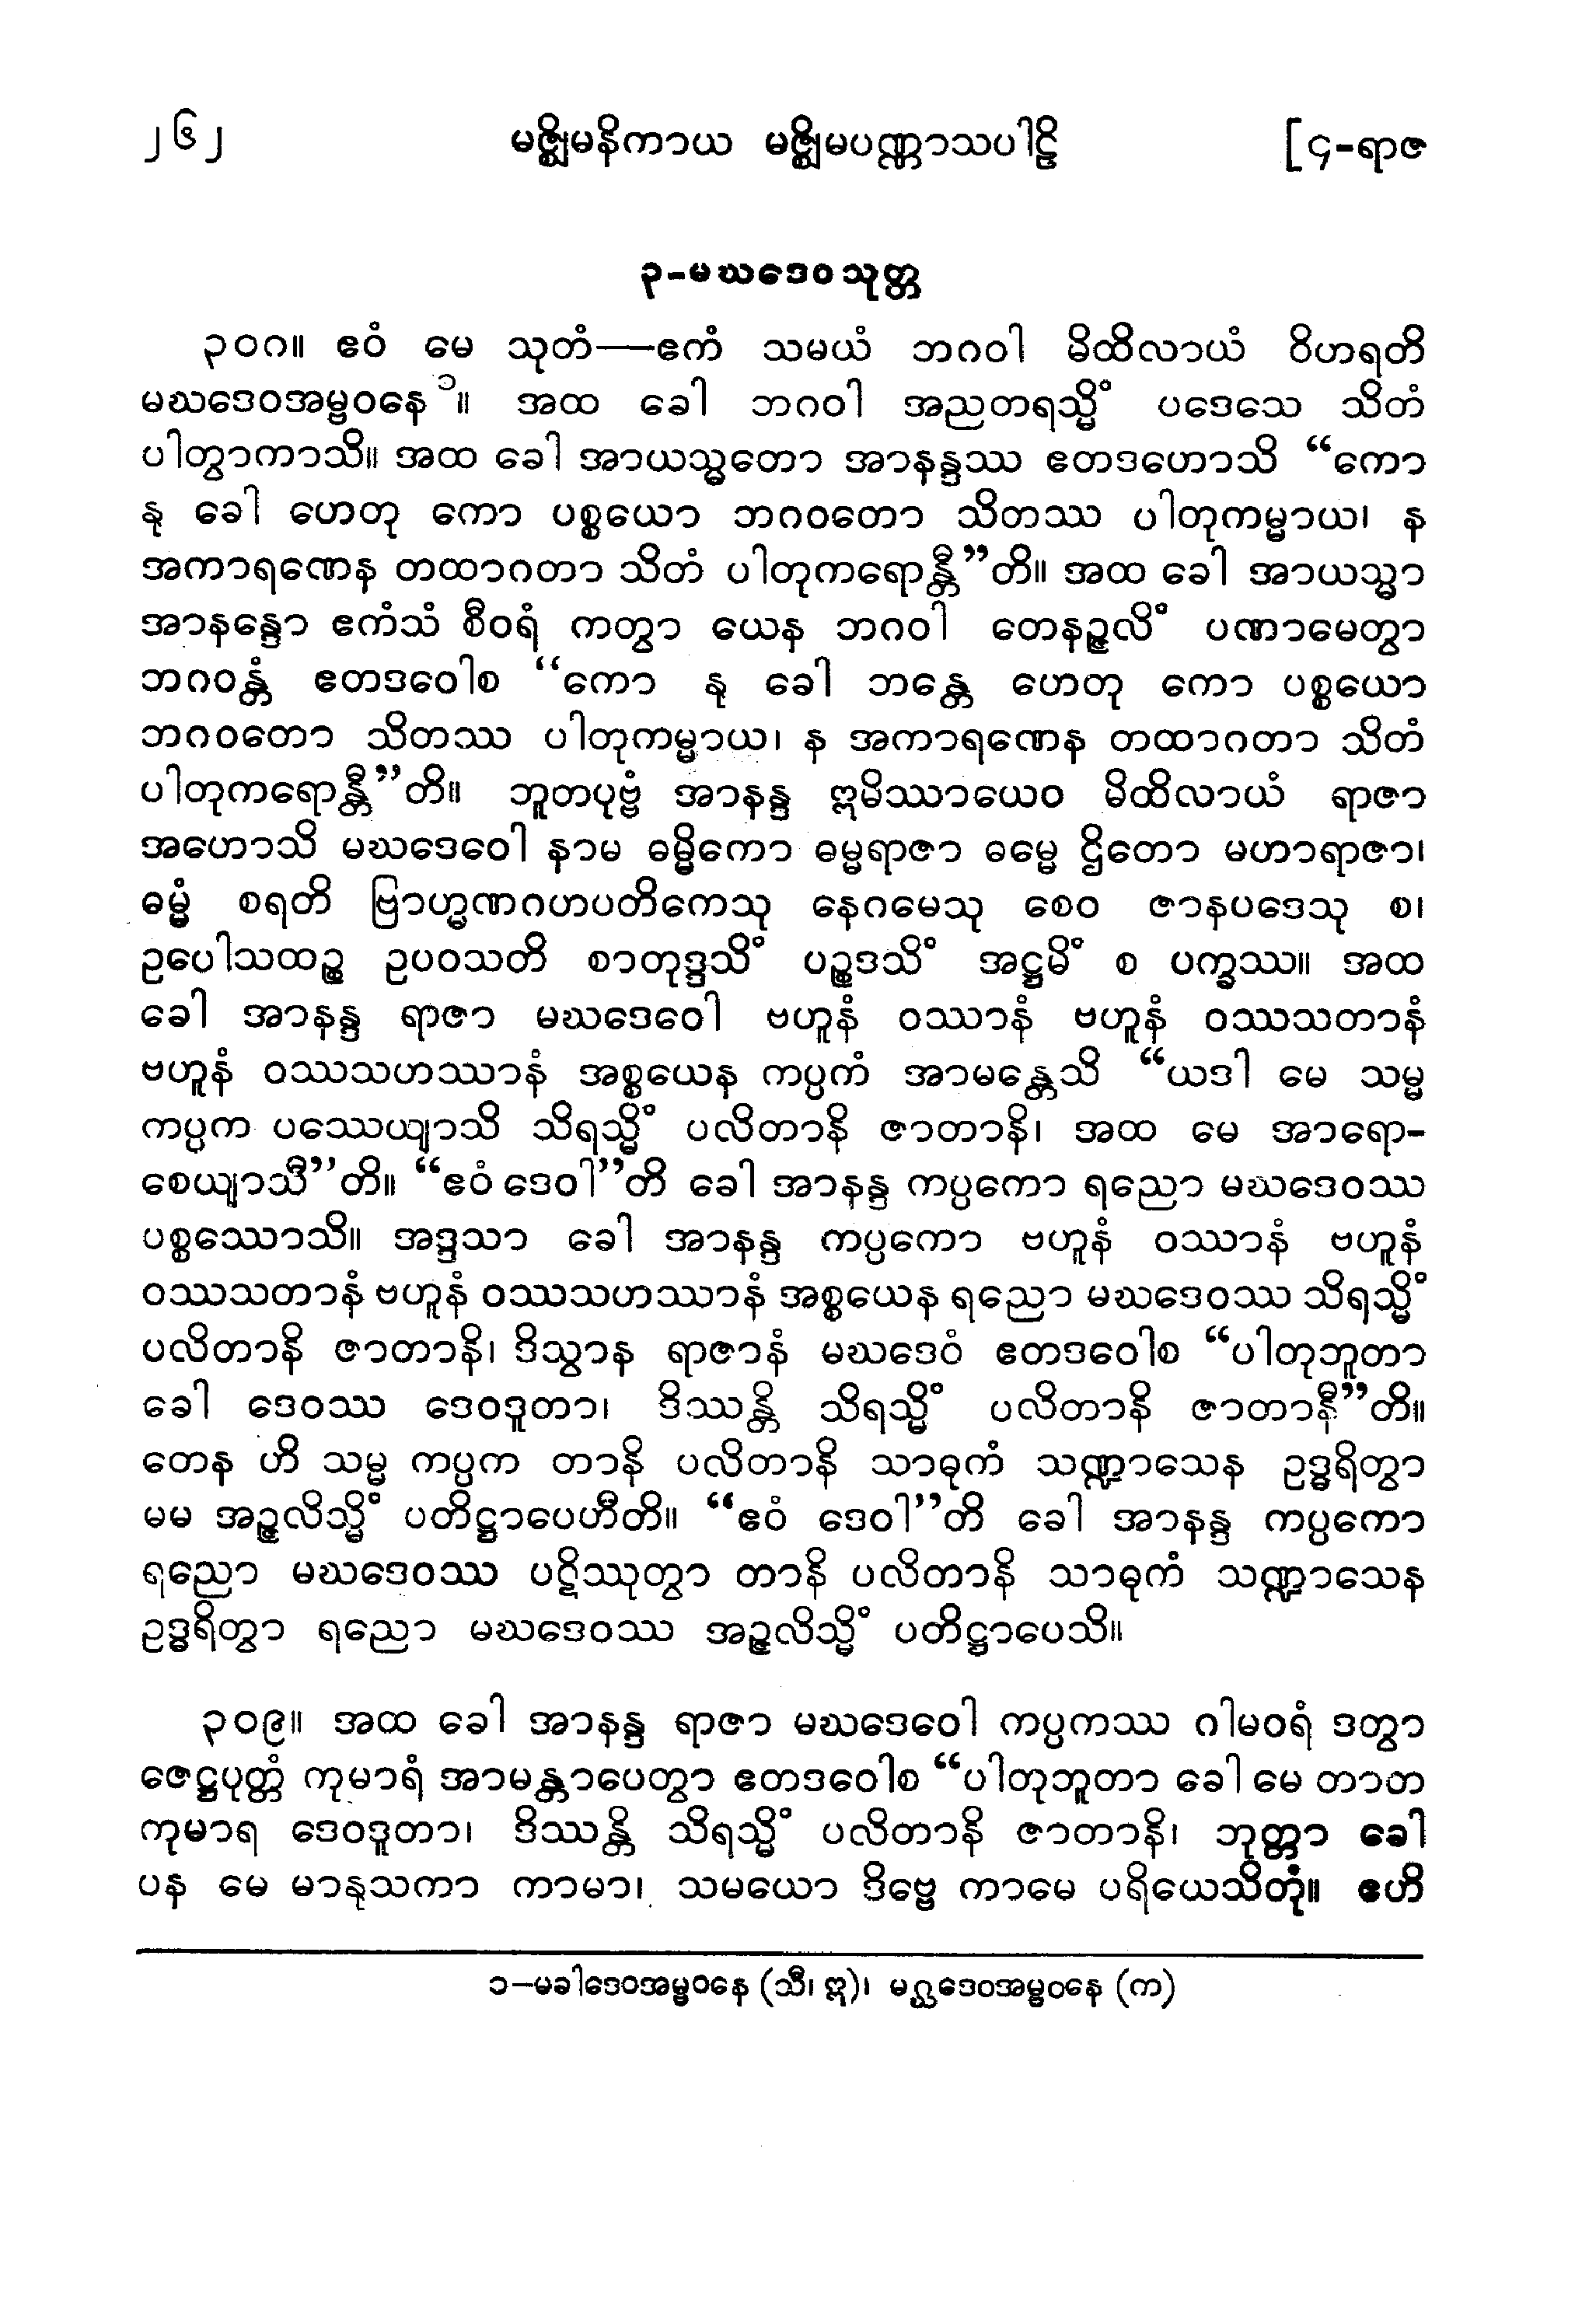 ၂၆၂ မဇ္ဈိမနိကာယ မဇ္ဈိမပဏ္ဏာသပါဠိ [၄-ရာဇ
၃-မဃဒေဝသုတ္တ
၃၀၈။ ဧဝံ မေ သုတံ—ဧကံ သမယံ ဘဂဝါ မိထိလာယံ ဝိဟရတိ
မဃဒေဝအမ္ဗဝနေ ၁။ အထ ခေါ ဘဂဝါ အညတရသ္မိံ ပဒေသေ သိတံ
ပါတွာကာသိ။ အထ ခေါ အာယသ္မတော အာနန္ဒဿ ဧတဒဟောသိ “ကော
နု ခေါ ဟေတု ကော ပစ္စယော ဘဂဝတော သိတဿ ပါတုကမ္မာယ၊ န
အကာရဏေန တထာဂတာ သိတံ ပါတုကရောန္တီ”တိ။ အထ ခေါ အာယသ္မာ
အာနန္ဒော ဧကံသံ စီဝရံ ကတွာ ယေန ဘဂဝါ တေနဉ္ဇလိံ ပဏာမေတွာ
ဘဂဝန္တံ ဧတဒဝေါစ “ကော နု ခေါ ဘန္တေ ဟေတု ကော ပစ္စယော
ဘဂဝတော သိတဿ ပါတုကမ္မာယ၊ န အကာရဏေန တထာဂတာ သိတံ
ပါတုကရောန္တီ”တိ။ ဘူတပုဗ္ဗံ အာနန္ဒ ဣမိဿာယေဝ မိထိလာယံ ရာဇာ
အဟောသိ မဃဒေဝေါ နာမ ဓမ္မိကော ဓမ္မရာဇာ ဓမ္မေ ဌိတော မဟာရာဇာ၊
ဓမ္မံ စရတိ ဗြာဟ္မဏဂဟပတိကေသု နေဂမေသု စေဝ ဇာနပဒေသု စ၊
ဥပေါသထဉ္စ ဥပဝသတိ စာတုဒ္ဒသိံ ပဉ္စဒသိံ အဋ္ဌမိံ စ ပက္ခဿ။ အထ
ခေါ အာနန္ဒ ရာဇာ မဃဒေဝေါ ဗဟူနံ ဝဿာနံ ဗဟူနံ ဝဿသတာနံ
ဗဟူနံ ဝဿသဟဿာနံ အစ္စယေန ကပ္ပကံ အာမန္တေသိ “ယဒါ မေ သမ္မ
ကပ္ပက ပဿေယျာသိ သိရသ္မိံ ပလိတာနိ ဇာတာနိ၊ အထ မေ အာရော-
စေယျာသီ”တိ။ “ဧဝံ ဒေဝါ”တိ ခေါ အာနန္ဒ ကပ္ပကော ရညော မဃဒေဝဿ
ပစ္စဿောသိ။ အဒ္ဒသာ ခေါ အာနန္ဒ ကပ္ပကော ဗဟူနံ ဝဿာနံ ဗဟူနံ
ဝဿသတာနံ ဗဟူနံ ဝဿသဟဿာနံ အစ္စယေန ရညော မဃဒေဝဿ သိရသ္မိံ
ပလိတာနိ ဇာတာနိ၊ ဒိသွာန ရာဇာနံ မဃဒေဝံ ဧတဒဝေါစ “ပါတုဘူတာ
ခေါ ဒေဝဿ ဒေဝဒူတာ၊ ဒိဿန္တိ သိရသ္မိံ ပလိတာနိ ဇာတာနီ”တိ။
တေန ဟိ သမ္မ ကပ္ပက တာနိ ပလိတာနိ သာဓုကံ သဏ္ဍာသေန ဥဒ္ဓရိတွာ
မမ အဉ္ဇလိသ္မိံ ပတိဋ္ဌာပေဟီတိ။ “ဧဝံ ဒေဝါ”တိ ခေါ အာနန္ဒ ကပ္ပကော
ရညော မဃဒေဝဿ ပဋိဿုတွာ တာနိ ပလိတာနိ သာဓုကံ သဏ္ဍာသေန
ဥဒ္ဓရိတွာ ရညော မဃဒေဝဿ အဉ္ဇလိသ္မိံ ပတိဋ္ဌာပေသိ။
၃၀၉။ အထ ခေါ အာနန္ဒ ရာဇာ မဃဒေဝေါ ကပ္ပကဿ ဂါမဝရံ ဒတွာ
ဇေဋ္ဌပုတ္တံ ကုမာရံ အာမန္တာပေတွာ ဧတဒဝေါစ “ပါတုဘူတာ ခေါ မေ တာတ
ကုမာရ ဒေဝဒူတာ၊ ဒိဿန္တိ သိရသ္မိံ ပလိတာနိ ဇာတာနိ၊ ဘုတ္တာ ခေါ
ပန မေ မာနုသကာ ကာမာ၊ သမယော ဒိဗ္ဗေ ကာမေ ပရိယေသိတုံ။ ဧဟိ
၁-မခါဒေဝအမ္ဗဝနေ (သီ၊ ဣ)၊ မဂ္ဃဒေဝအမ္ဗဝနေ (က)